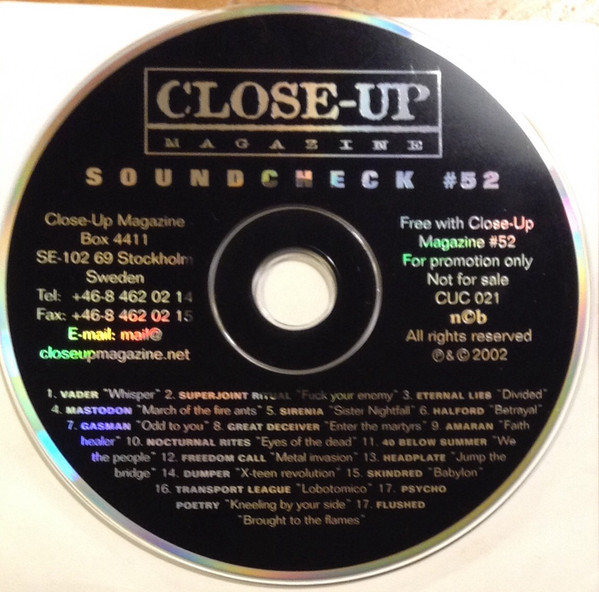 CLOSE-UP
MAGAZINE
SOUNDCHECK #52
Close-Up Magazine
Box 4411
SE-102 69 Stockholm
Sweden
Tel: +46-8 462 02 14
Fax: +46-8 462 02 15
E-mail: mail@
closeupmagazine.net
Free with Close-Up
Magazine #52
For promotion only
Not for sale
CUC 021
n©b
All rights reserved
℗&© 2002
1. VADER "Whisper" 2. SUPERJOINT RITUAL "Fuck your enemy" 3. ETERNAL LIES "Divided"
4. MASTODON "March of the fire ants" 5. SIRENIA "Sister Nightfall" 6. HALFORD "Betrayal"
7. GASMAN "Odd to you" 8. GREAT DECEIVER "Enter the martyrs" 9. AMARAN "Faith
healer" 10. NOCTURNAL RITES "Eyes of the dead" 11. 40 BELOW SUMMER "We
the people" 12. FREEDOM CALL "Metal invasion" 13. HEADPLATE "Jump the
bridge" 14. DUMPER "X-teen revolution" 15. SKINDRED "Babylon"
16. TRANSPORT LEAGUE "Lobotomico" 17. PSYCHO
POETRY "Kneeling by your side" 17. FLUSHED
"Brought to the flames"